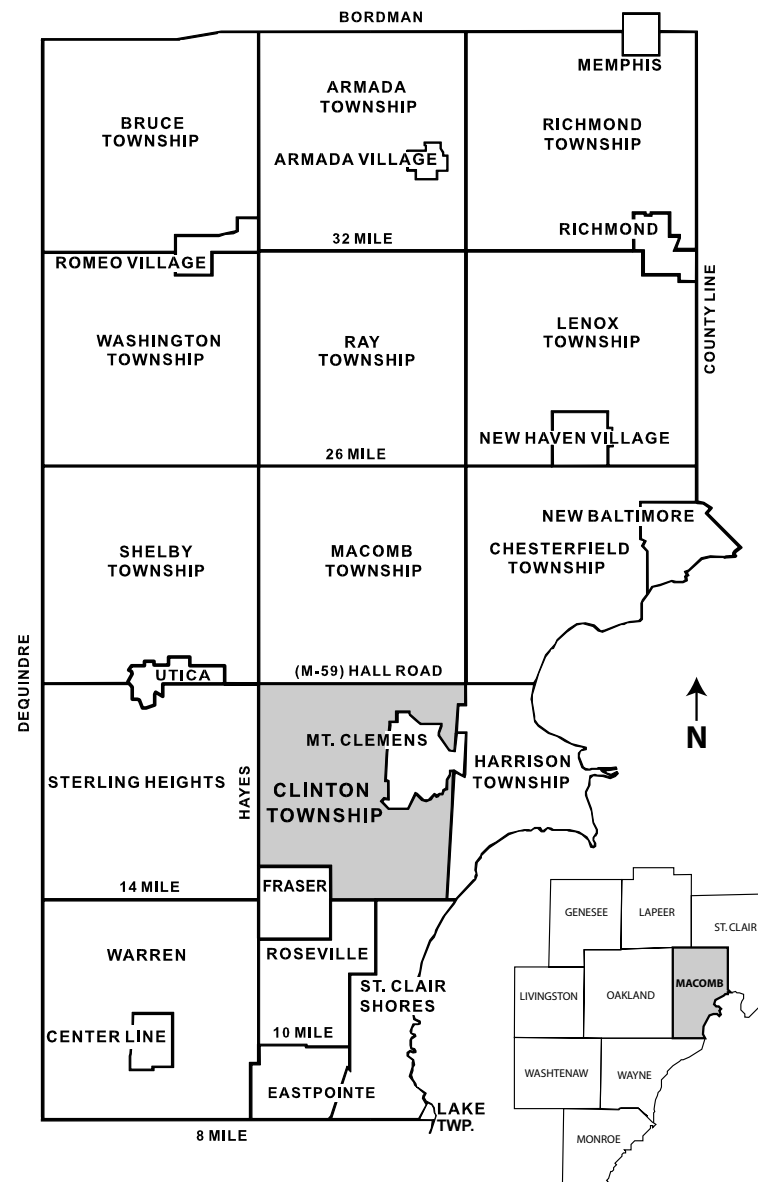 BORDMAN
MEMPHIS
ARMADA
TOWNSHIP
BRUCE
TOWNSHIP
RICHMOND
TOWNSHIP
ARMADA VILLAGE
RICHMOND
32 MILE
ROMEO VILLAGE
COUNTY LINE
WASHINGTON
TOWNSHIP
RAY
TOWNSHIP
LENOX
TOWNSHIP
NEW HAVEN VILLAGE
26 MILE
NEW BALTIMORE
SHELBY
TOWNSHIP
MACOMB
TOWNSHIP
CHESTERFIELD
TOWNSHIP
DEQUINDRE
UTICA
(M-59) HALL ROAD
N
MT. CLEMENS
HARRISON
TOWNSHIP
STERLING HEIGHTS
HAYES
CLINTON
TOWNSHIP
14 MILE
FRASER
WARREN
ROSEVILLE
ST. CLAIR
SHORES
CENTER LINE
10 MILE
EASTPOINTE
LAKE
TWP.
8 MILE
GENESEE
LAPEER
ST. CLAIR
LIVINGSTON
OAKLAND
MACOMB
WASHTENAW
WAYNE
MONROE